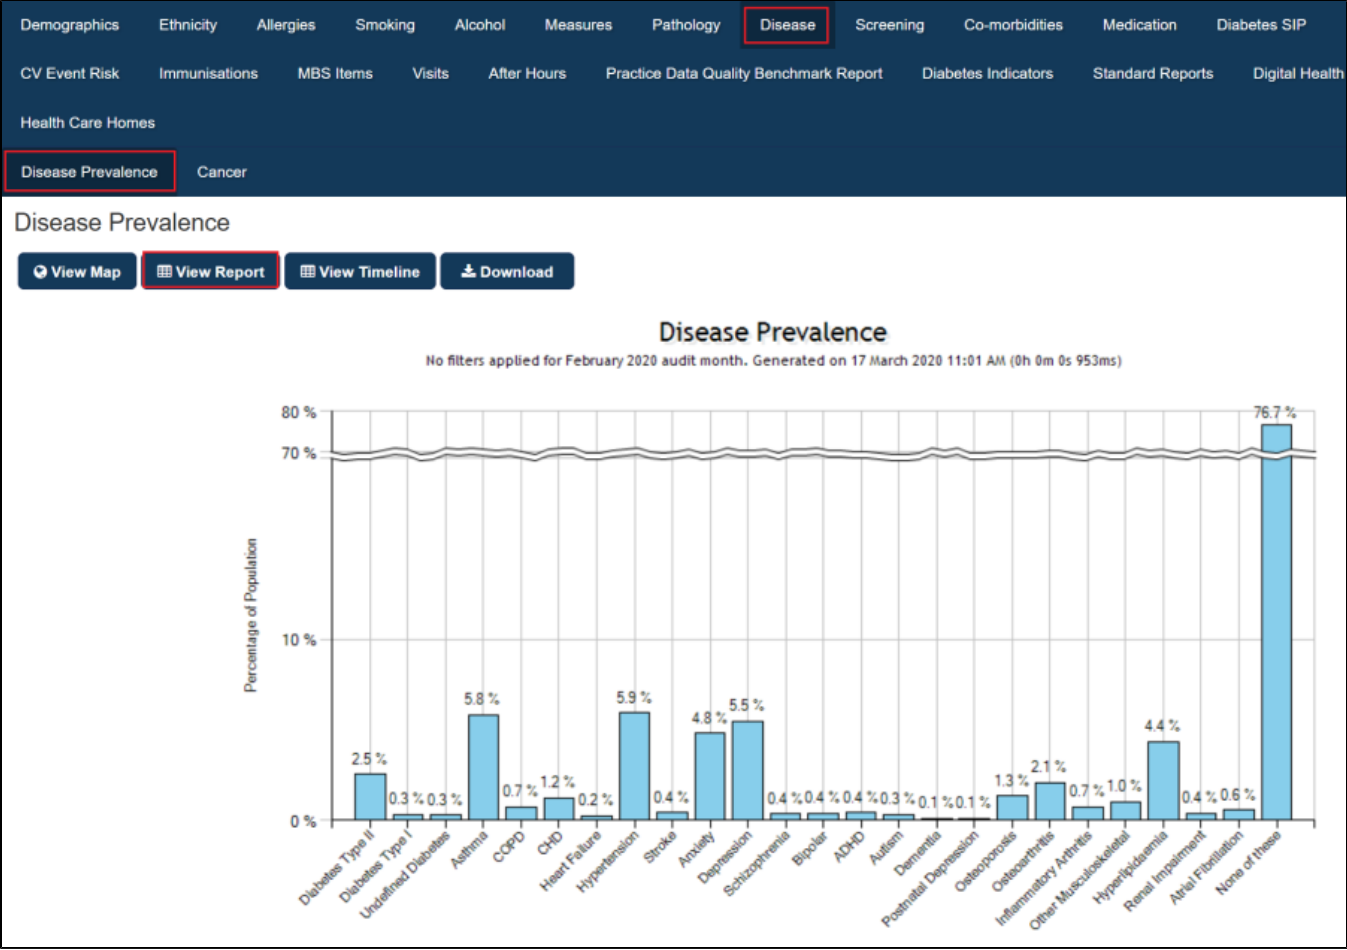 Demographics Ethnicity Allergies Smoking Alcohol Measures Pathology Disease Screening Co-morbidities Medication Diabetes SIP
CV Event Risk Immunisations MBS Items Visits After Hours Practice Data Quality Benchmark Report Diabetes Indicators Standard Reports Digital Health
Health Care Homes
Disease Prevalence Cancer
Disease Prevalence
View Map View Report View Timeline Download
Disease Prevalence
No filters applied for February 2020 audit month. Generated on 17 March 2020 11:01 AM (0h 0m 0s 953ms)
80 %
70 %
10 %
0 %
Percentage of Population
2.5 % 0.3 % 0.3 % 5.8 % 0.7 % 1.2 % 0.2 % 5.9 % 0.4 % 4.8 % 5.5 % 0.4 % 0.4 % 0.4 % 0.3 % 0.1 % 0.1 % 1.3 % 2.1 % 0.7 % 1.0 % 4.4 % 0.4 % 0.6 % 76.7 %
Diabetes Type II
Diabetes Type I
Undefined Diabetes
Asthma
COPD
CHD
Heart Failure
Hypertension
Stroke
Anxiety
Depression
Schizophrenia
Bipolar
ADHD
Autism
Dementia
Postnatal Depression
Osteoporosis
Osteoarthritis
Inflammatory Arthritis
Other Musculoskeletal
Hyperlipidaemia
Renal Impairment
Atrial Fibrillation
None of these